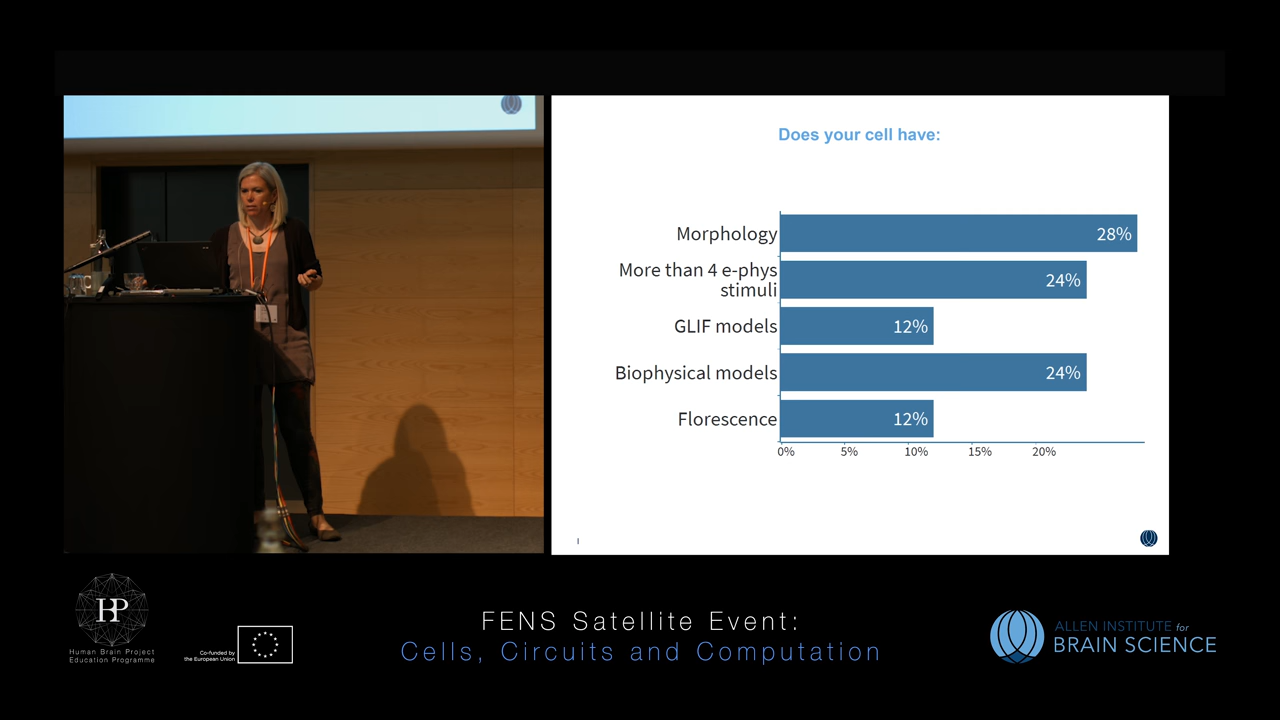 Does your cell have:
Morphology
28%
More than 4 e-phys
stimuli
24%
GLIF models
12%
Biophysical models
24%
Florescence
12%
0%
5%
10%
15%
20%
HP
Human Brain Project
Education Programme
Co-funded by
the European Union
FENS Satellite Event:
Cells, Circuits and Computation
ALLEN INSTITUTE for
BRAIN SCIENCE